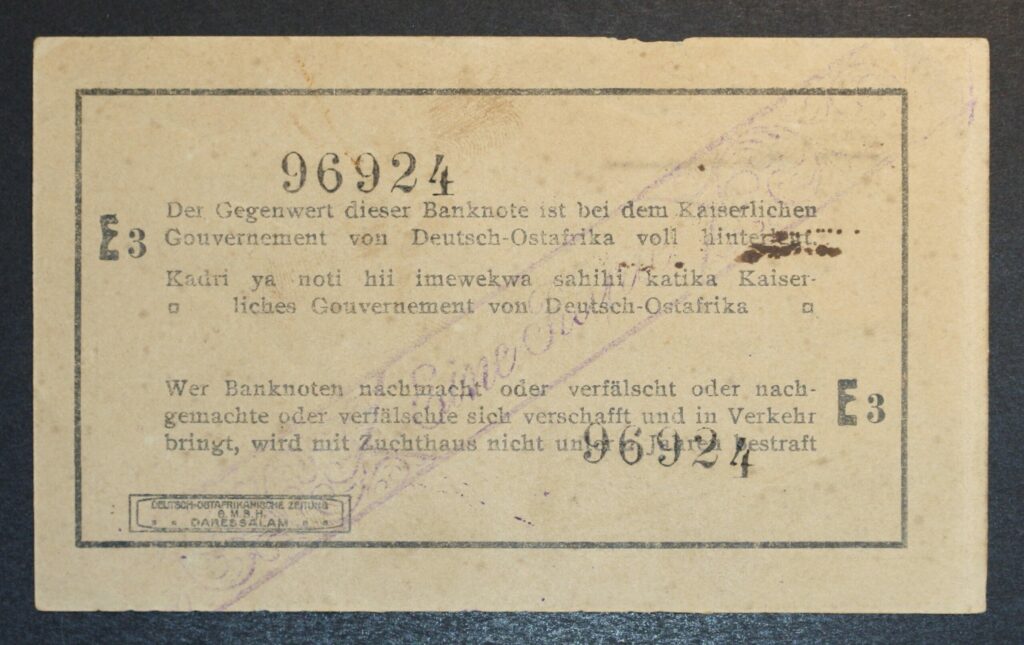 96924
Der Gegenwert dieser Banknote ist bei dem Kaiserlichen
E3 Gouvernement von Deutsch-Ostafrika voll
Kadri ya noti hii imewekwa sahihi katika Kaiser-
liches Gouvernement von Deutsch-Ostafrika
Eine
Wer Banknoten nachmacht oder verfälscht oder nach-
E3
gemachte oder verfälschte sich verschafft und in Verkehr
bringt, wird mit Zuchthaus nicht
96924
DEUTSCH-OSTAFRIKANISCHE ZEITUNG
G.M.B.H.
DARESSALAM